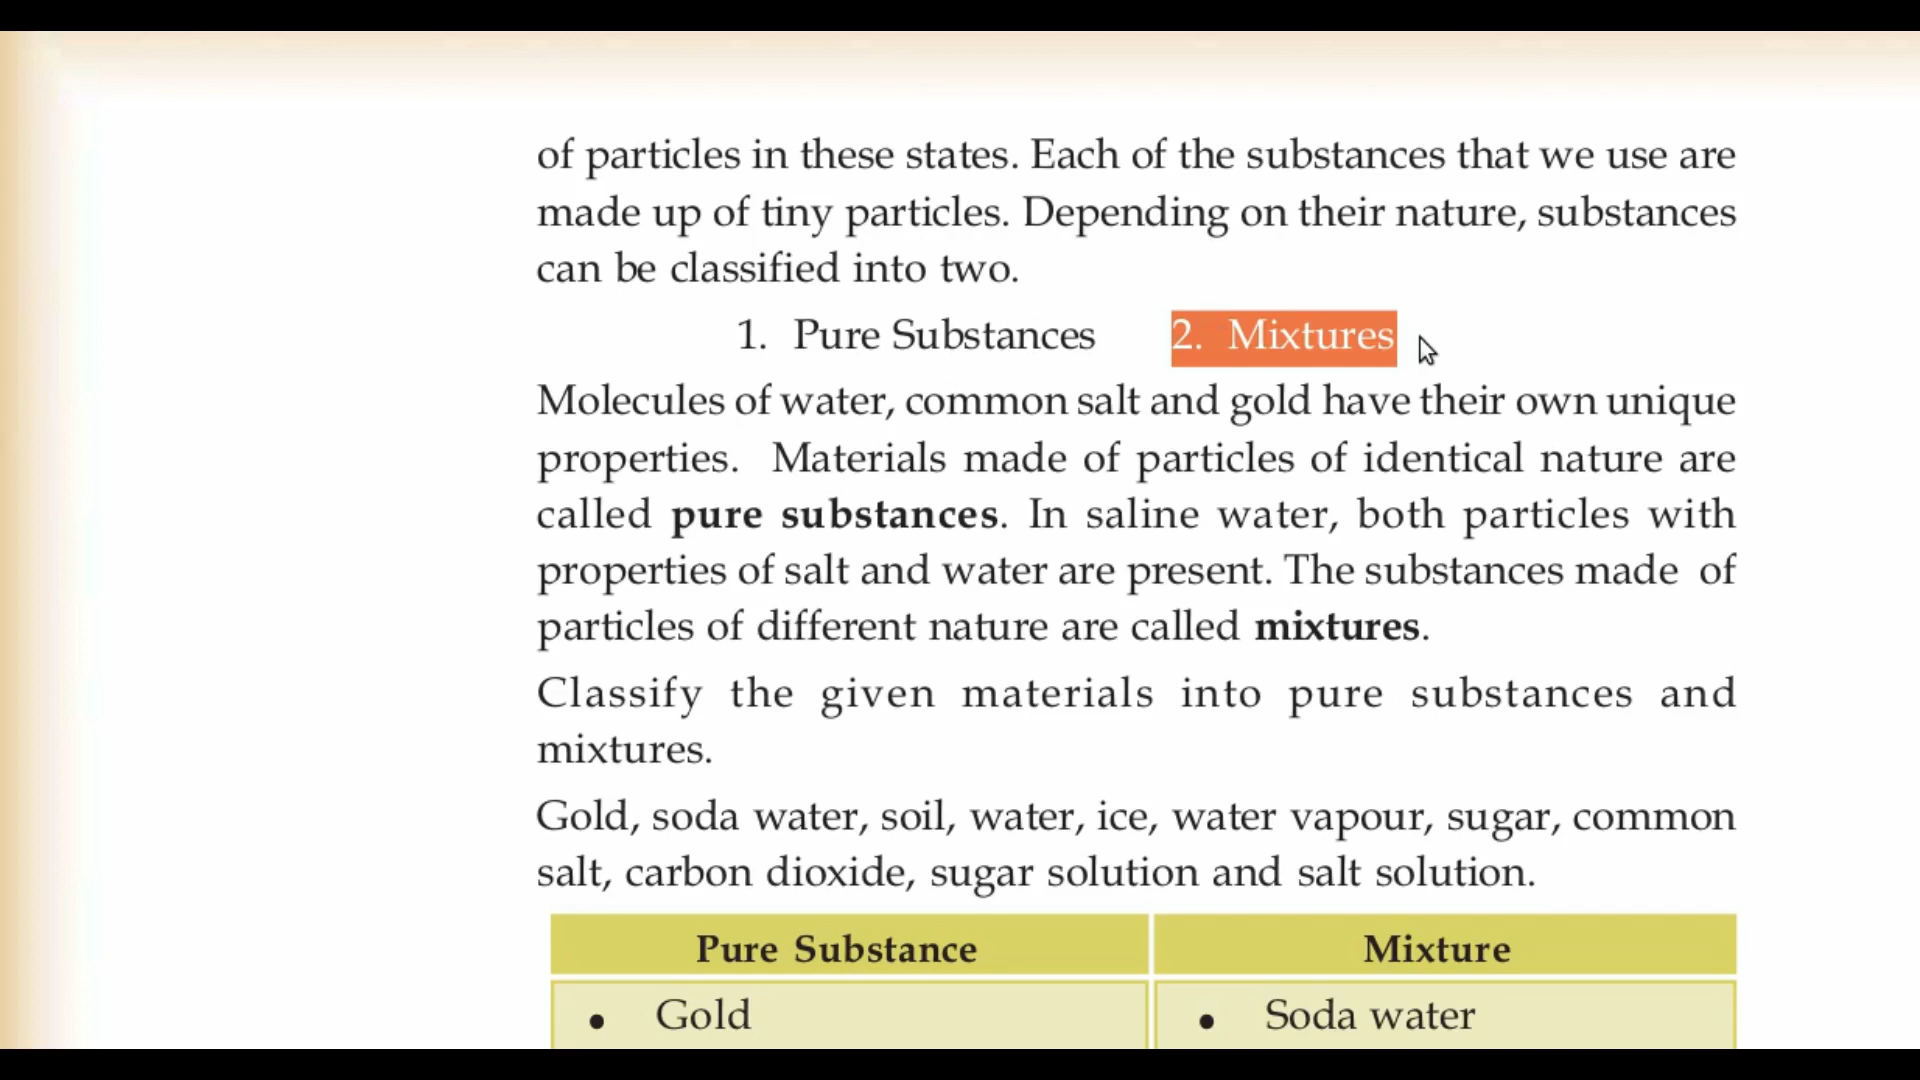 of particles in these states. Each of the substances that we use are
made up of tiny particles. Depending on their nature, substances
can be classified into two.
1. Pure Substances 2. Mixtures
Molecules of water, common salt and gold have their own unique
properties. Materials made of particles of identical nature are
called pure substances. In saline water, both particles with
properties of salt and water are present. The substances made of
particles of different nature are called mixtures.
Classify the given materials into pure substances and
mixtures.
Gold, soda water, soil, water, ice, water vapour, sugar, common
salt, carbon dioxide, sugar solution and salt solution.
Pure Substance Mixture
• Gold • Soda water